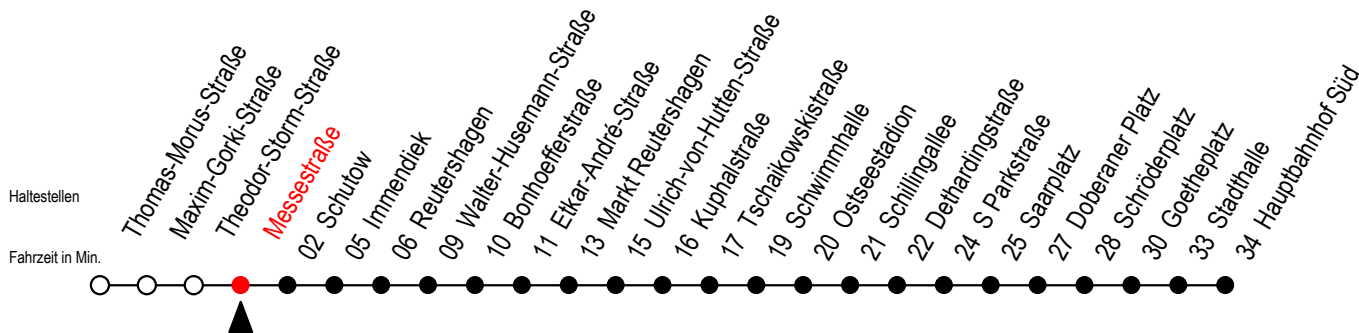 Haltestellen
Fahrzeit in Min.
Thomas-Morus-Straße
Maxim-Gorki-Straße
Theodor-Storm-Straße
Messestraße
02 Schutow
05 Immendiek
06 Reutershagen
09 Walter-Husemann-Straße
10 Bonhoefferstraße
11 Etkar-André-Straße
13 Markt Reutershagen
15 Ulrich-von-Hutten-Straße
16 Kuphalstraße
17 Tschaikowskistraße
19 Schwimmhalle
20 Ostseestadion
21 Schillingallee
22 Dethardingstraße
24 S Parkstraße
25 Saarplatz
27 Doberaner Platz
28 Schröderplatz
30 Goetheplatz
33 Stadthalle
34 Hauptbahnhof Süd